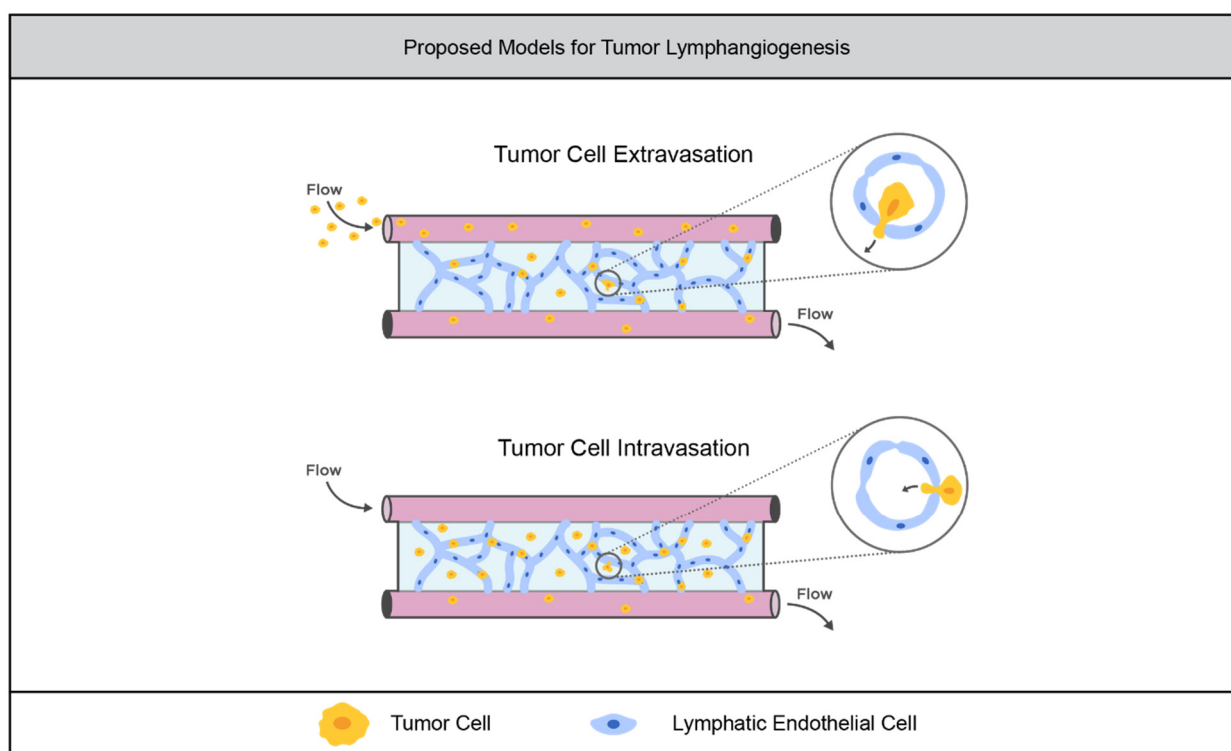 Proposed Models for Tumor Lymphangiogenesis
Tumor Cell Extravasation
Flow
Flow
Tumor Cell Intravasation
Flow
Flow
Tumor Cell
Lymphatic Endothelial Cell